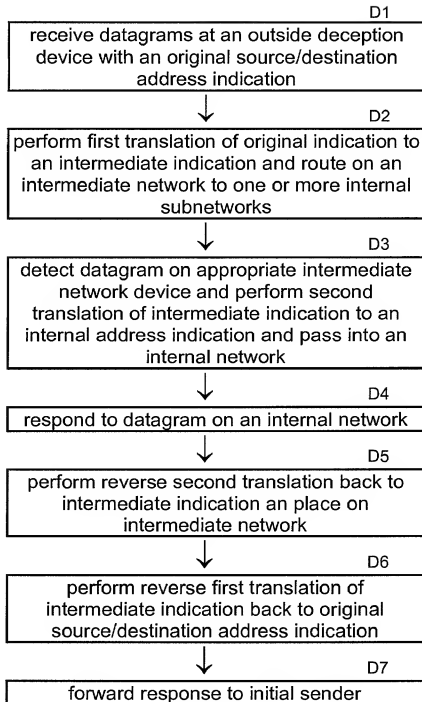 D1
receive datagrams at an outside deception
device with an original source/destination
address indication
D2
perform first translation of original indication to
an intermediate indication and route on an
intermediate network to one or more internal
subnetworks
D3
detect datagram on appropriate intermediate
network device and perform second
translation of intermediate indication to an
internal address indication and pass into an
internal network
D4
respond to datagram on an internal network
D5
perform reverse second translation back to
intermediate indication an place on
intermediate network
D6
perform reverse first translation of
intermediate indication back to original
source/destination address indication
D7
forward response to initial sender